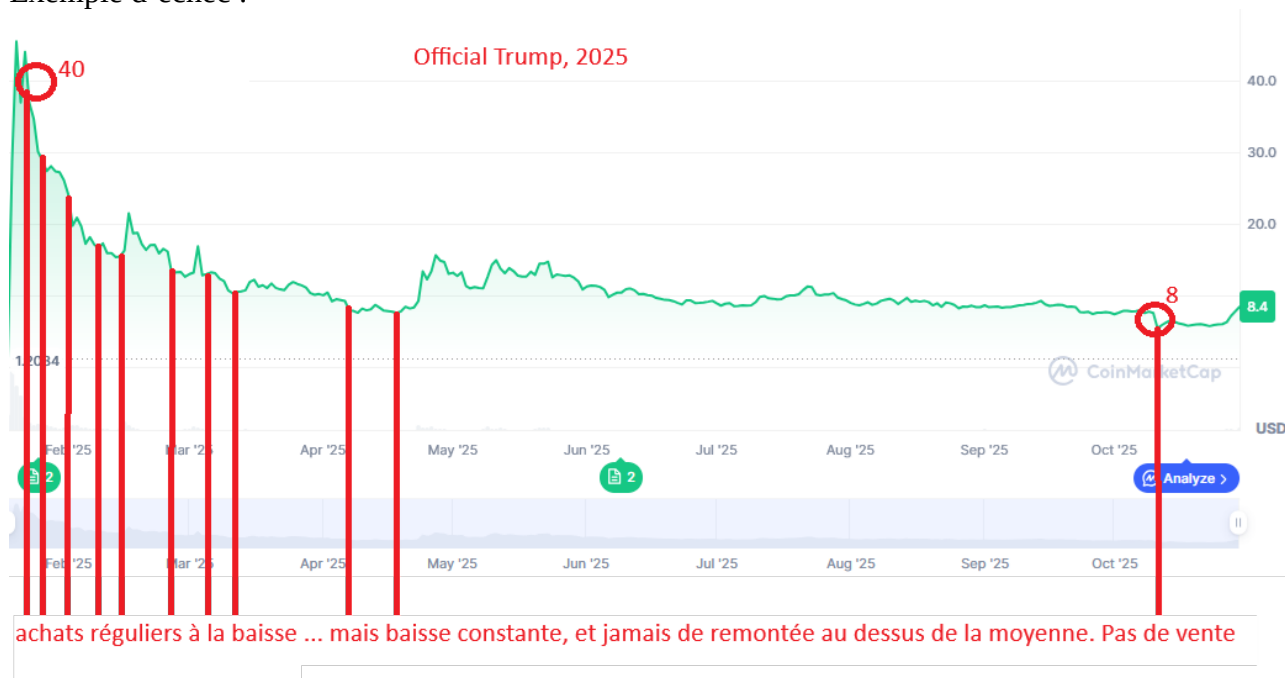 Exemple d'échec :
Official Trump, 2025
40
40.0
30.0
20.0
8
8.4
1.2034
CoinMarketCap
USD
Feb '25
Mar '25
Apr '25
May '25
Jun '25
Jul '25
Aug '25
Sep '25
Oct '25
2
2
Analyze >
Feb '25
Mar '25
Apr '25
May '25
Jun '25
Jul '25
Aug '25
Sep '25
Oct '25
achats réguliers à la baisse ... mais baisse constante, et jamais de remontée au dessus de la moyenne. Pas de vente